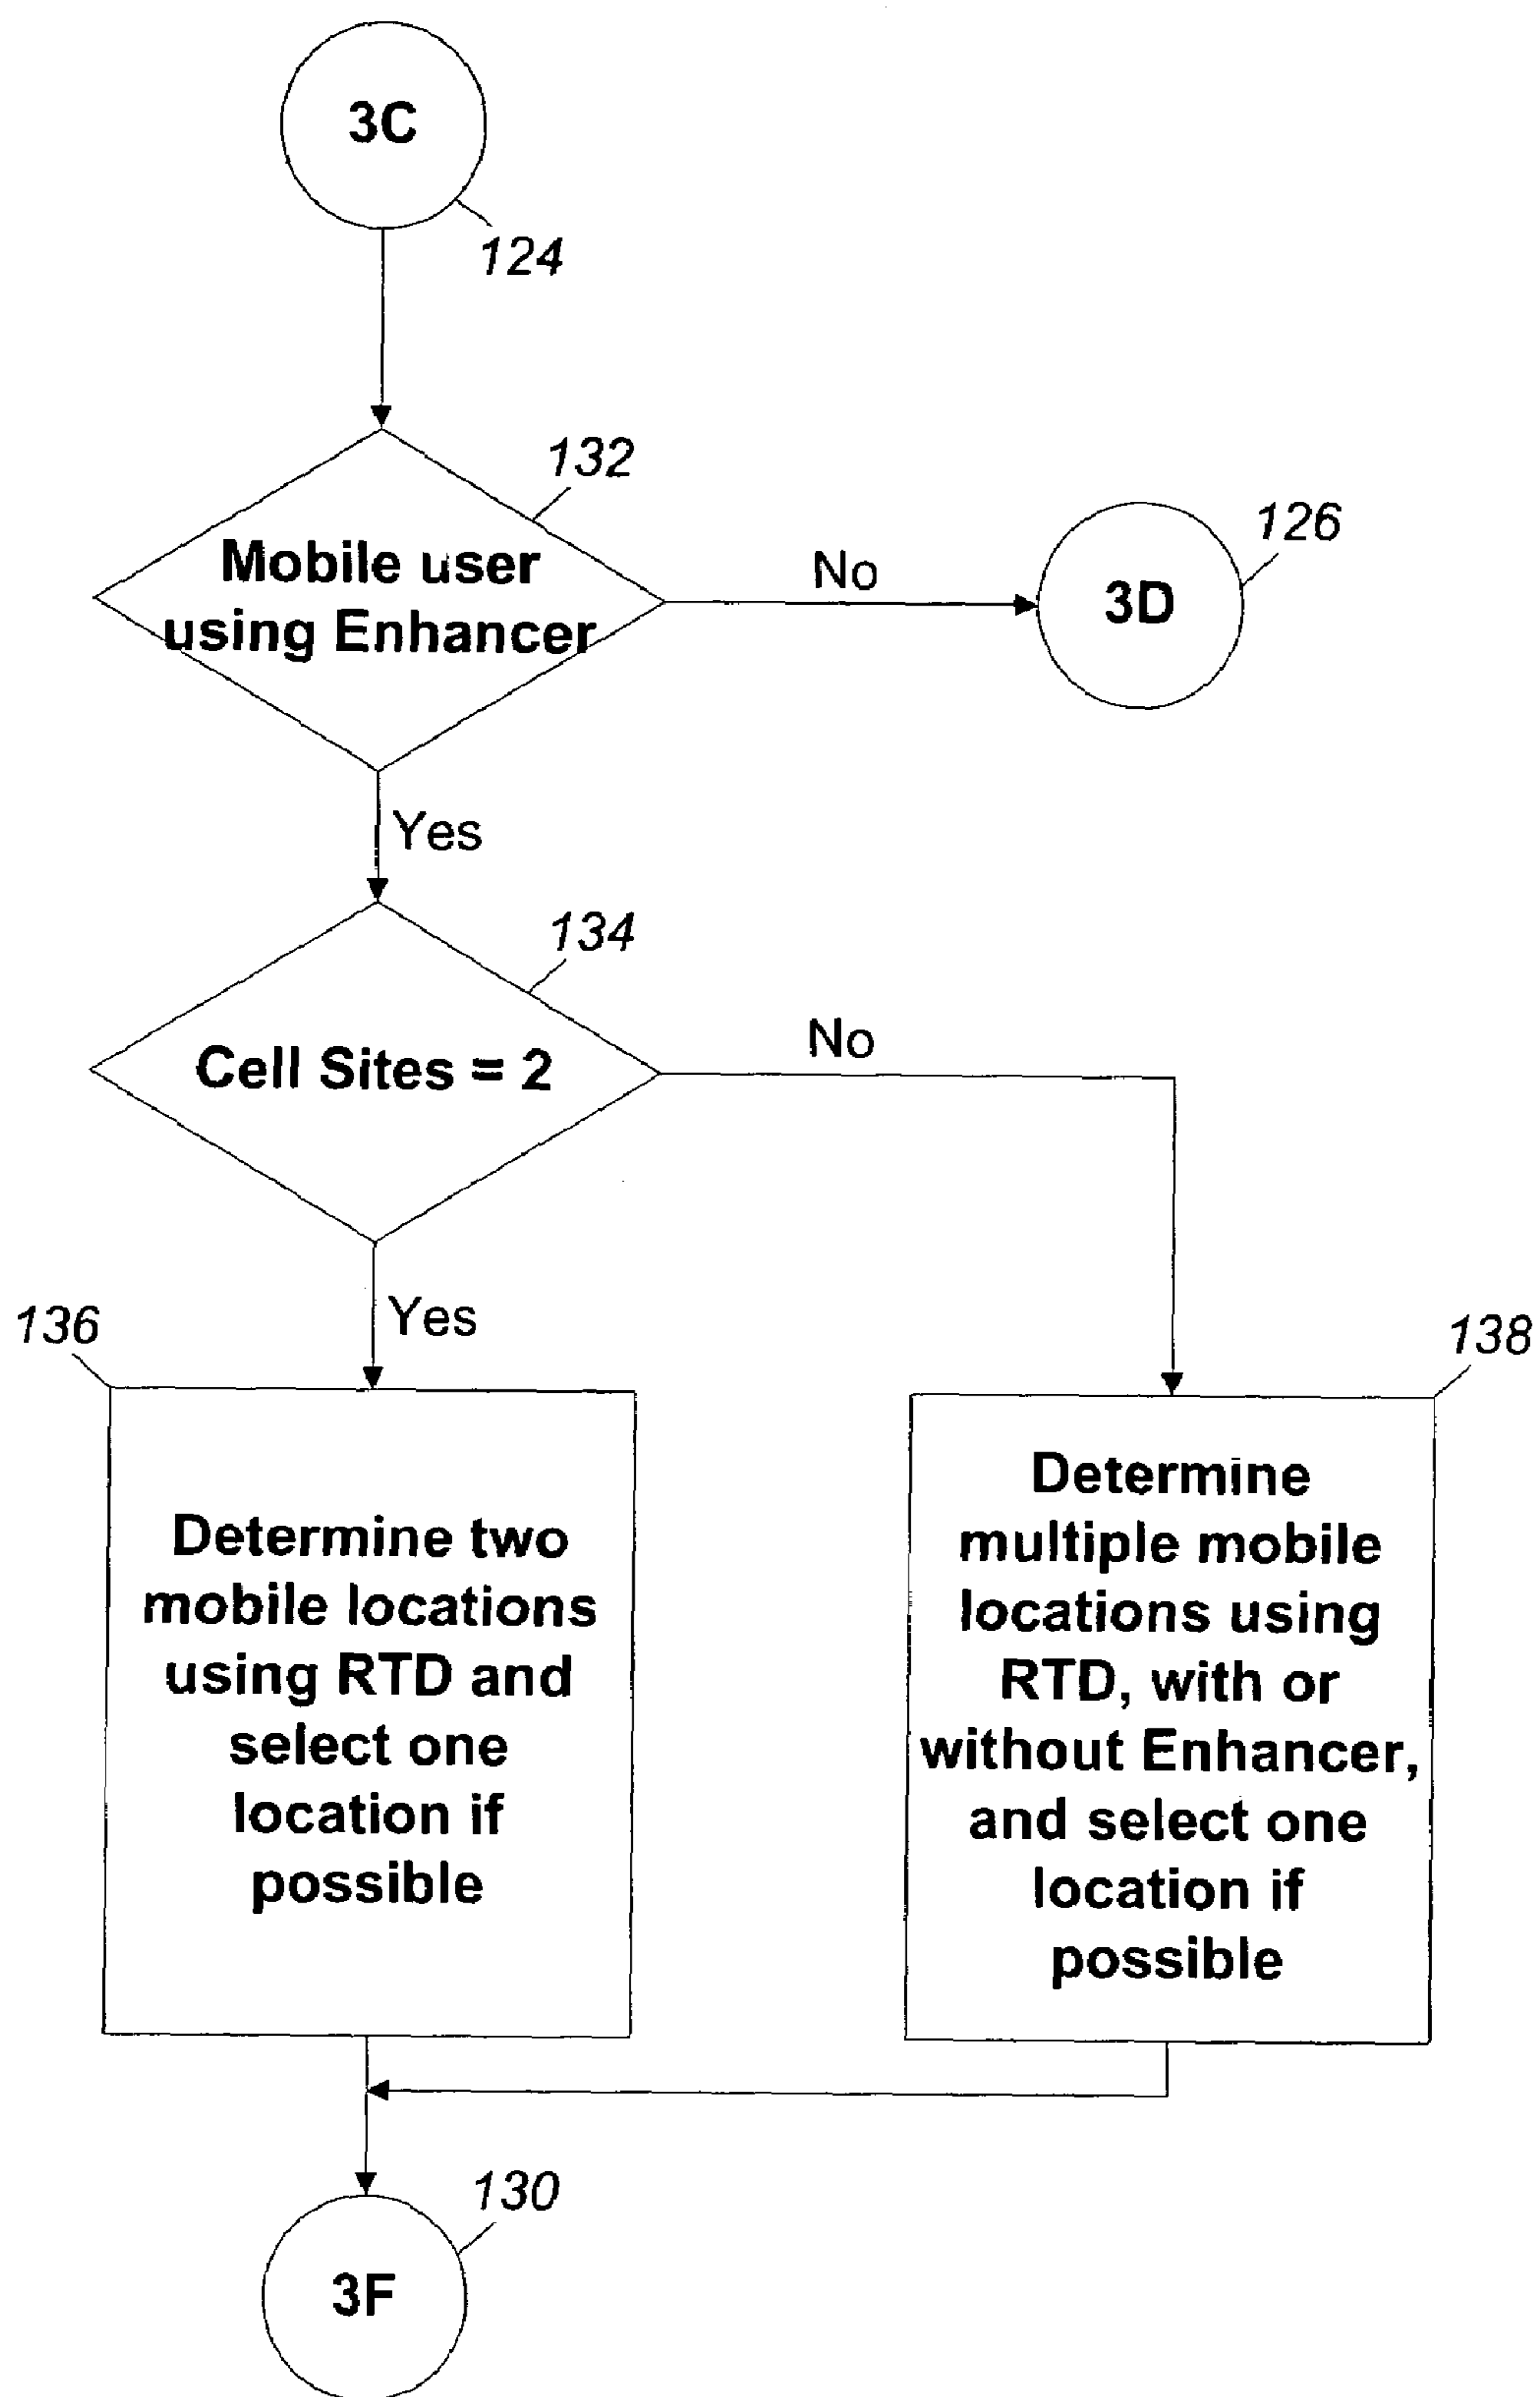 3C
124
132
Mobile user
using Enhancer
No
126
3D
Yes
134
Cell Sites = 2
No
136
Yes
138
Determine two
mobile locations
using RTD and
select one
location if
possible
Determine
multiple mobile
locations using
RTD, with or
without Enhancer,
and select one
location if
possible
130
3F